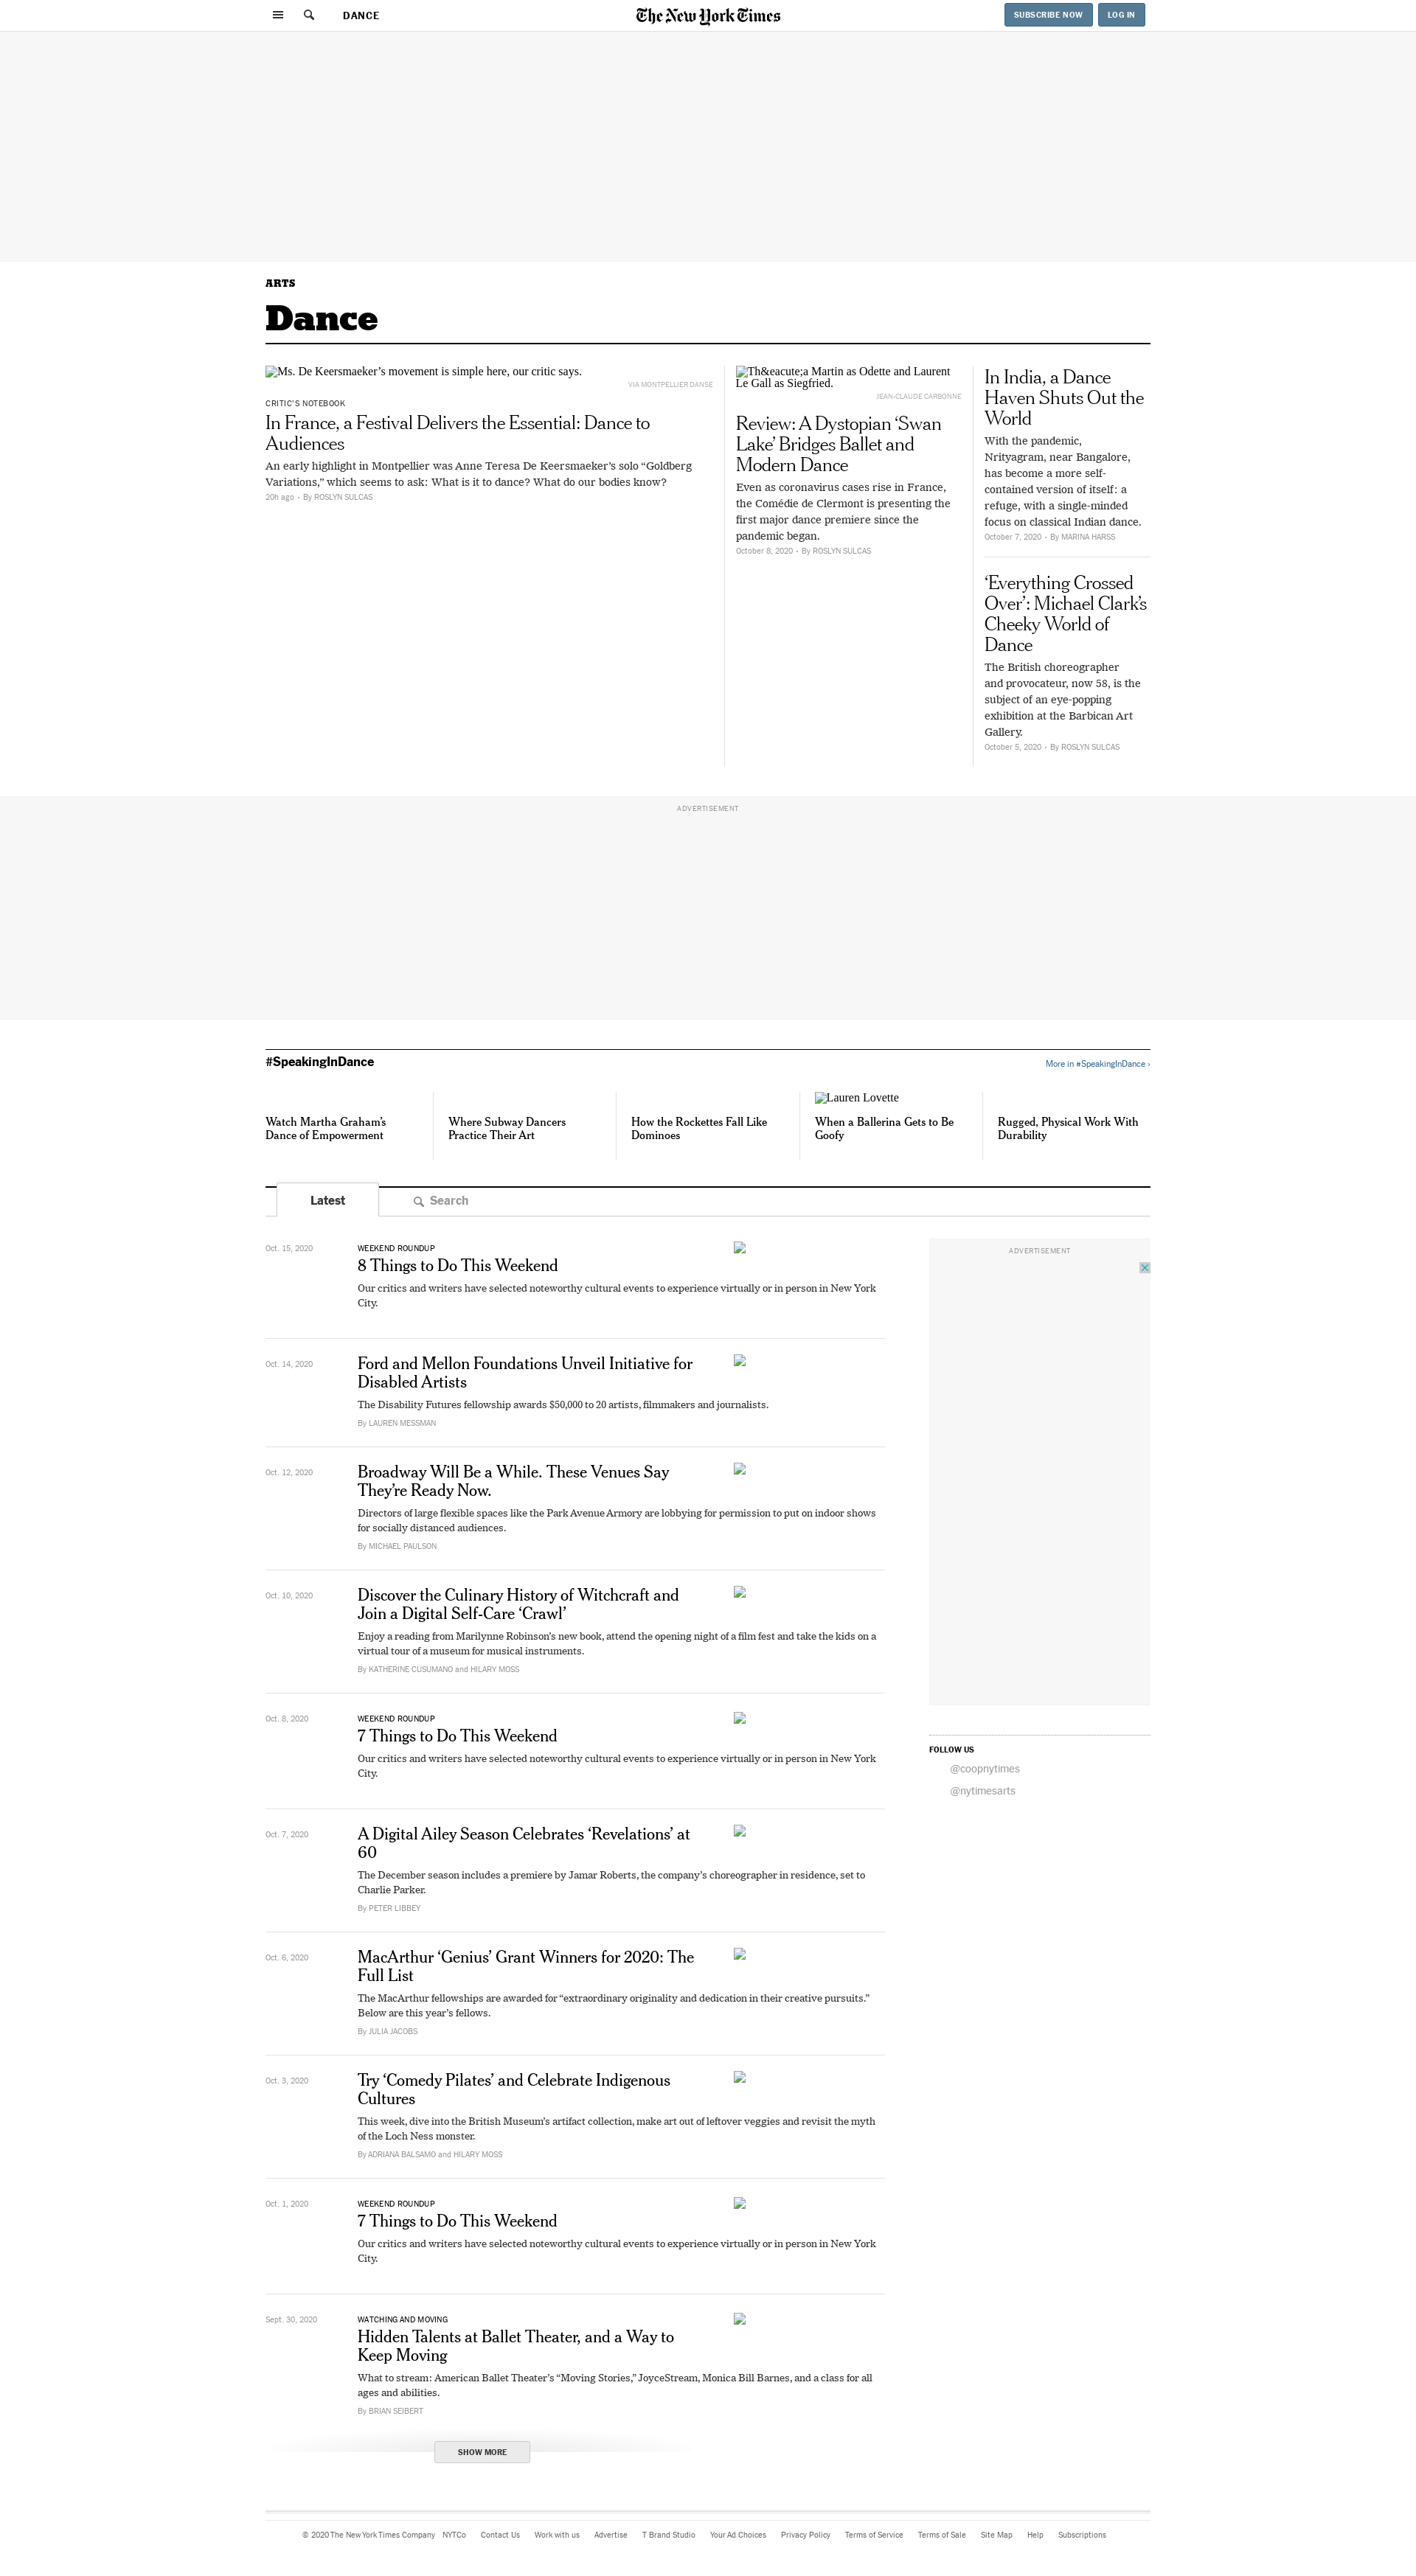 DANCE
The New York Times
SUBSCRIBE NOW
LOG IN
ARTS
Dance
Ms. De Keersmaeker’s movement is simple here, our critic says.
VIA MONTPELLIER DANSE
CRITIC’S NOTEBOOK
In France, a Festival Delivers the Essential: Dance to
Audiences
An early highlight in Montpellier was Anne Teresa De Keersmaeker’s solo “Goldberg
Variations,” which seems to ask: What is it to dance? What do our bodies know?
20h ago • By ROSLYN SULCAS
Th&eacute;a Martin as Odette and Laurent
Le Gall as Siegfried.
JEAN-CLAUDE CARBONNE
Review: A Dystopian ‘Swan
Lake’ Bridges Ballet and
Modern Dance
Even as coronavirus cases rise in France,
the Comédie de Clermont is presenting the
first major dance premiere since the
pandemic began.
October 8, 2020 • By ROSLYN SULCAS
In India, a Dance
Haven Shuts Out the
World
With the pandemic,
Nrityagram, near Bangalore,
has become a more self-
contained version of itself: a
refuge, with a single-minded
focus on classical Indian dance.
October 7, 2020 • By MARINA HARSS
‘Everything Crossed
Over’: Michael Clark’s
Cheeky World of
Dance
The British choreographer
and provocateur, now 58, is the
subject of an eye-popping
exhibition at the Barbican Art
Gallery.
October 5, 2020 • By ROSLYN SULCAS
ADVERTISEMENT
#SpeakingInDance
More in #SpeakingInDance ›
Watch Martha Graham’s
Dance of Empowerment
Where Subway Dancers
Practice Their Art
How the Rockettes Fall Like
Dominoes
Lauren Lovette
When a Ballerina Gets to Be
Goofy
Rugged, Physical Work With
Durability
Latest
Search
Oct. 15, 2020
WEEKEND ROUNDUP
8 Things to Do This Weekend
Our critics and writers have selected noteworthy cultural events to experience virtually or in person in New York
City.
Oct. 14, 2020
Ford and Mellon Foundations Unveil Initiative for
Disabled Artists
The Disability Futures fellowship awards $50,000 to 20 artists, filmmakers and journalists.
By LAUREN MESSMAN
Oct. 12, 2020
Broadway Will Be a While. These Venues Say
They’re Ready Now.
Directors of large flexible spaces like the Park Avenue Armory are lobbying for permission to put on indoor shows
for socially distanced audiences.
By MICHAEL PAULSON
Oct. 10, 2020
Discover the Culinary History of Witchcraft and
Join a Digital Self-Care ‘Crawl’
Enjoy a reading from Marilynne Robinson’s new book, attend the opening night of a film fest and take the kids on a
virtual tour of a museum for musical instruments.
By KATHERINE CUSUMANO and HILARY MOSS
Oct. 8, 2020
WEEKEND ROUNDUP
7 Things to Do This Weekend
Our critics and writers have selected noteworthy cultural events to experience virtually or in person in New York
City.
Oct. 7, 2020
A Digital Ailey Season Celebrates ‘Revelations’ at
60
The December season includes a premiere by Jamar Roberts, the company’s choreographer in residence, set to
Charlie Parker.
By PETER LIBBEY
Oct. 6, 2020
MacArthur ‘Genius’ Grant Winners for 2020: The
Full List
The MacArthur fellowships are awarded for “extraordinary originality and dedication in their creative pursuits.”
Below are this year’s fellows.
By JULIA JACOBS
Oct. 3, 2020
Try ‘Comedy Pilates’ and Celebrate Indigenous
Cultures
This week, dive into the British Museum’s artifact collection, make art out of leftover veggies and revisit the myth
of the Loch Ness monster.
By ADRIANA BALSAMO and HILARY MOSS
Oct. 1, 2020
WEEKEND ROUNDUP
7 Things to Do This Weekend
Our critics and writers have selected noteworthy cultural events to experience virtually or in person in New York
City.
Sept. 30, 2020
WATCHING AND MOVING
Hidden Talents at Ballet Theater, and a Way to
Keep Moving
What to stream: American Ballet Theater’s “Moving Stories,” JoyceStream, Monica Bill Barnes, and a class for all
ages and abilities.
By BRIAN SEIBERT
SHOW MORE
ADVERTISEMENT
FOLLOW US
@coopnytimes
@nytimesarts
© 2020 The New York Times Company NYTCo Contact Us Work with us Advertise T Brand Studio Your Ad Choices Privacy Policy Terms of Service Terms of Sale Site Map Help Subscriptions